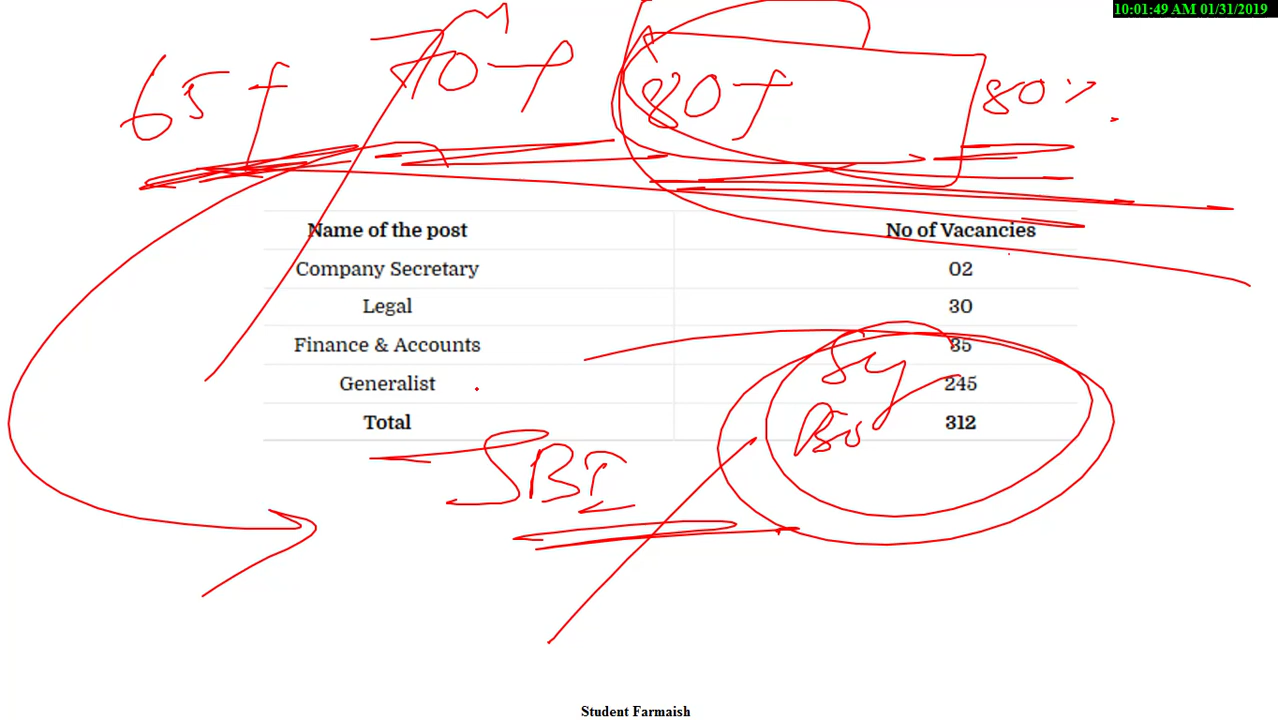 10:01:49 AM 01/31/2019
65+ 70+ 80+ 80%
Name of the post No of Vacancies
Company Secretary 02
Legal 30
Finance & Accounts 35
Generalist 245
Total 312
SBI
Student Farmaish